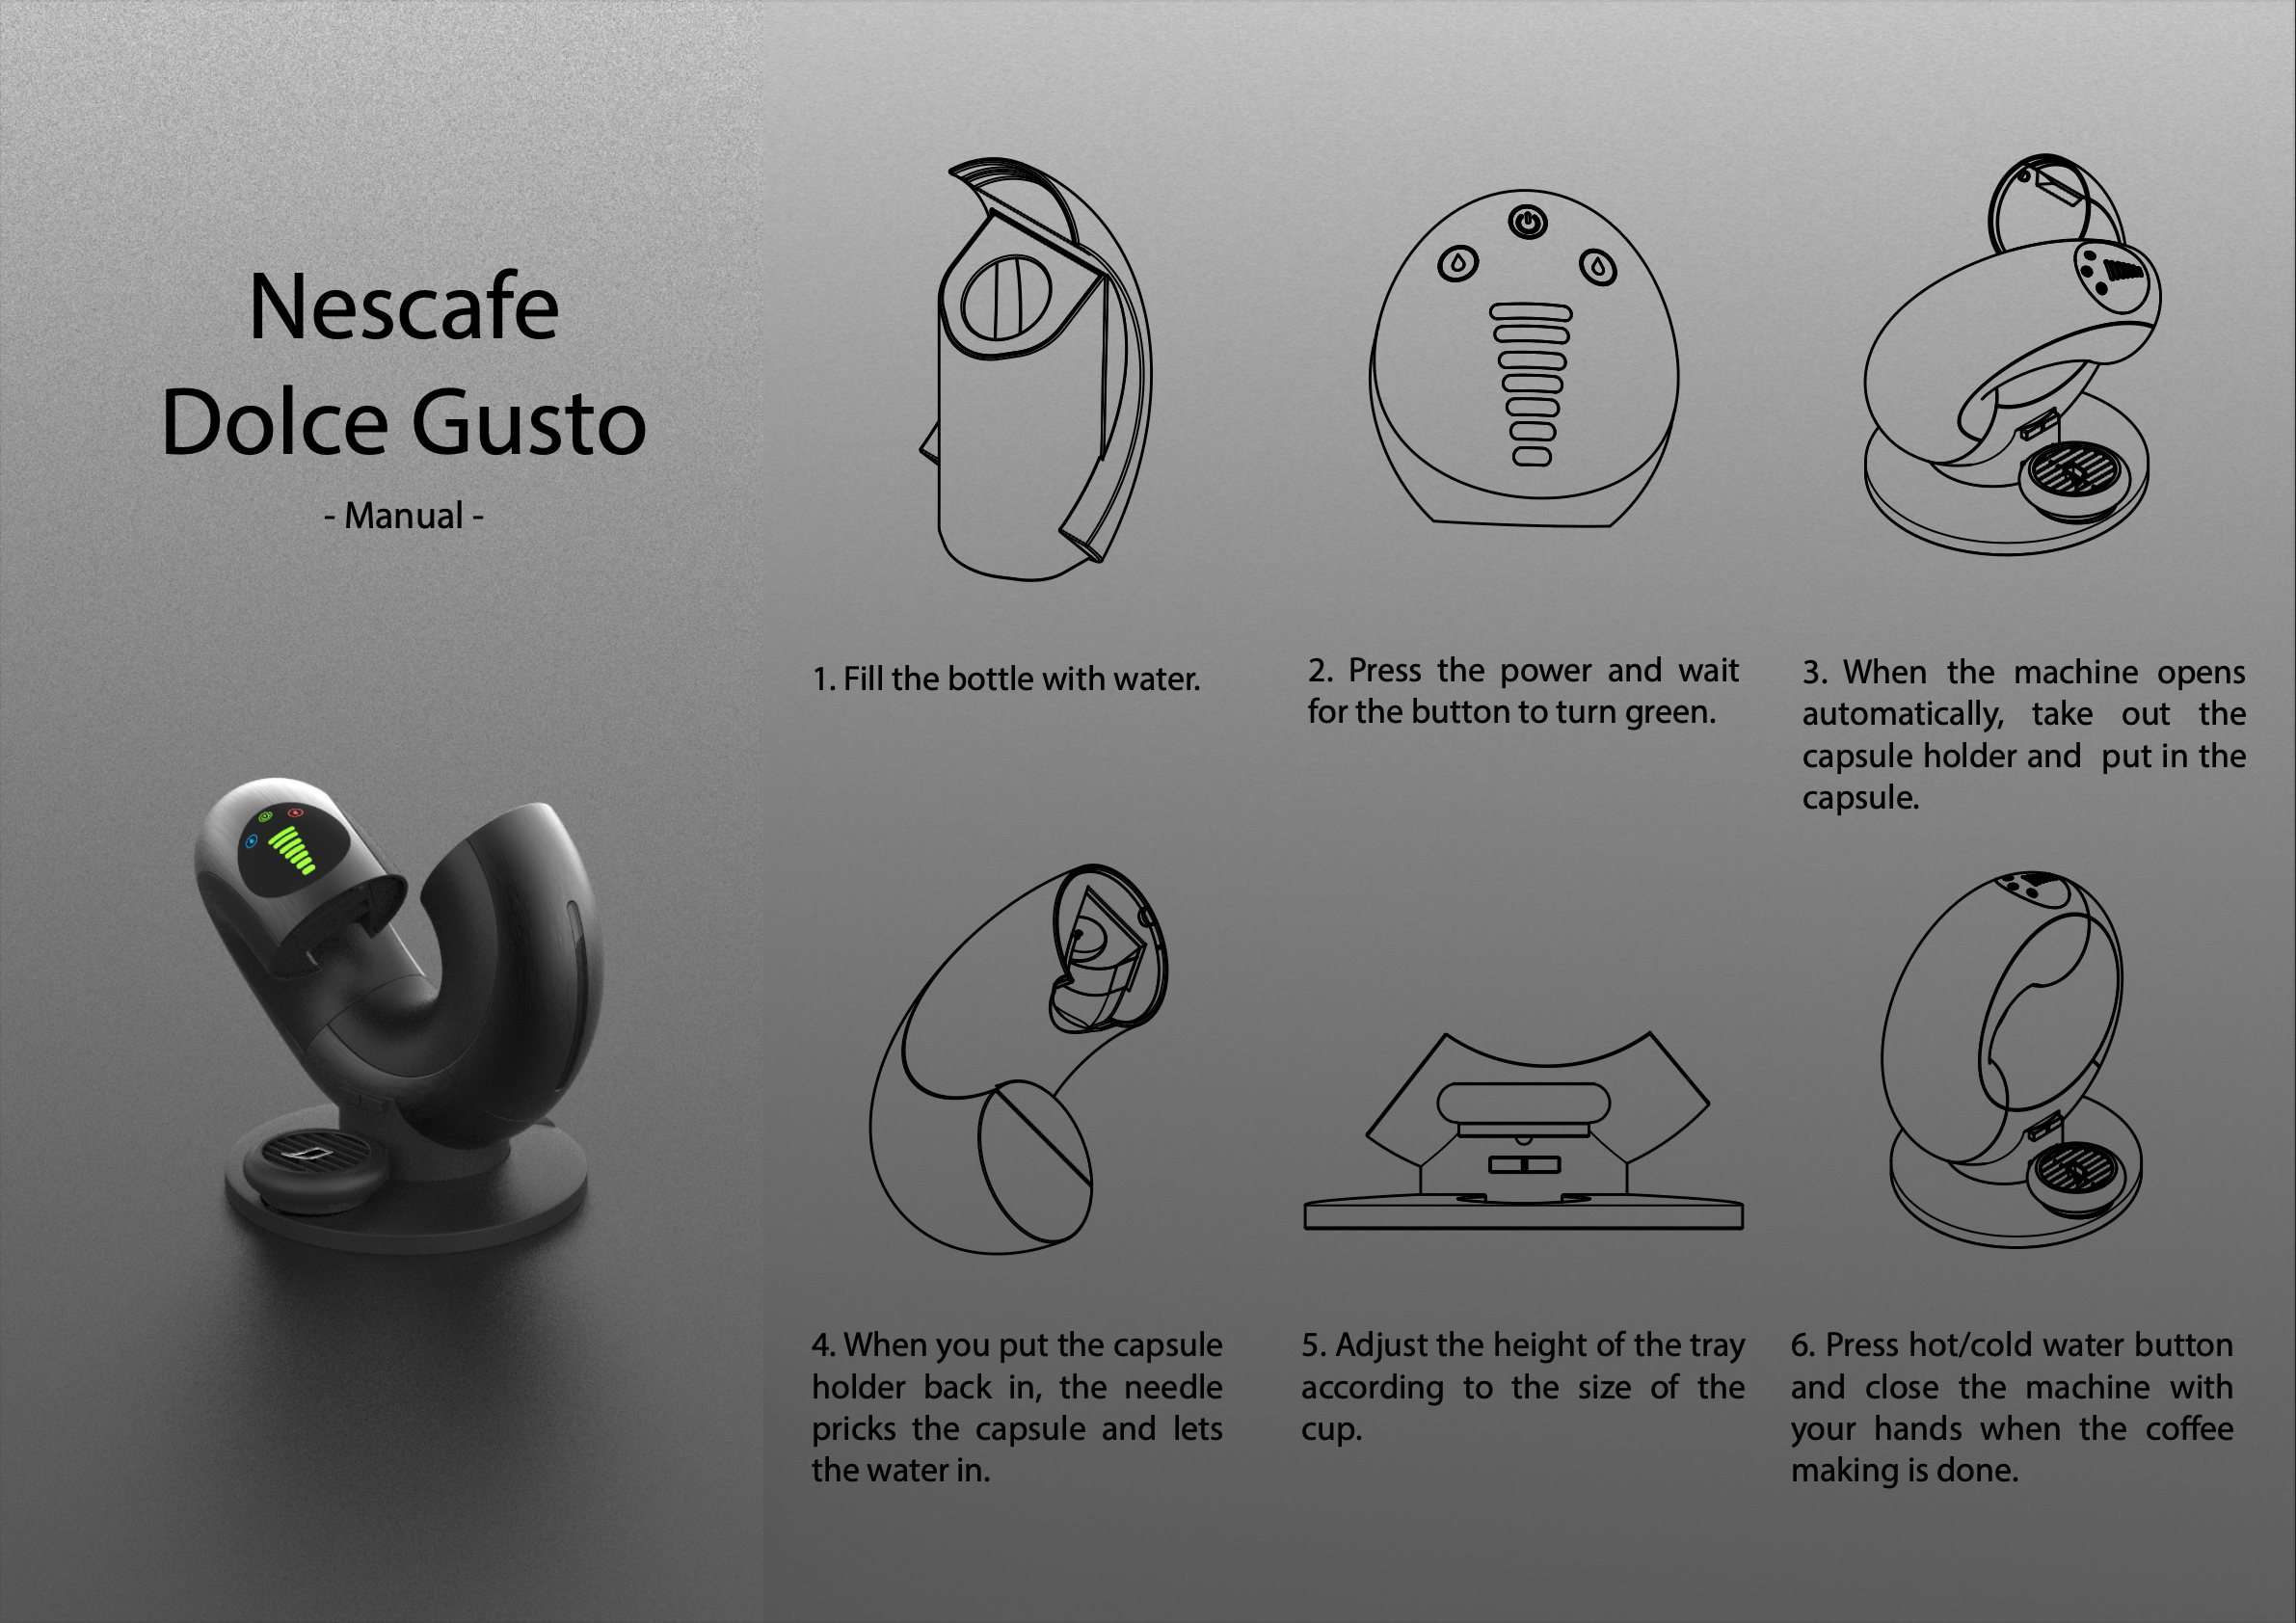 Nescafe
Dolce Gusto
- Manual -
1. Fill the bottle with water.
2. Press the power and wait
for the button to turn green.
3. When the machine opens
automatically, take out the
capsule holder and  put in the
capsule.
4. When you put the capsule
holder back in, the needle
pricks the capsule and lets
the water in.
5. Adjust the height of the tray
according to the size of the
cup.
6. Press hot/cold water button
and close the machine with
your hands when the coffee
making is done.